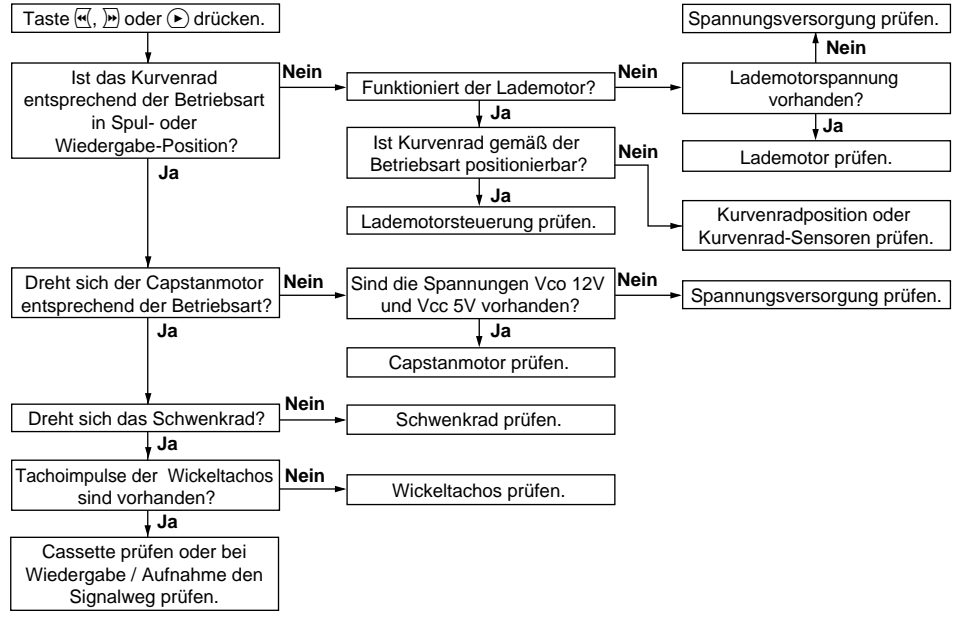 Taste ⏪, ⏩ oder ▶ drücken.
Ist das Kurvenrad
entsprechend der Betriebsart
in Spul- oder
Wiedergabe-Position?
Nein
Ja
Funktioniert der Lademotor?
Nein
Ja
Lademotorspannung
vorhanden?
Nein
Spannungsversorgung prüfen.
Ja
Lademotor prüfen.
Ist Kurvenrad gemäß der
Betriebsart positionierbar?
Nein
Ja
Lademotorsteuerung prüfen.
Kurvenradposition oder
Kurvenrad-Sensoren prüfen.
Dreht sich der Capstanmotor
entsprechend der Betriebsart?
Nein
Ja
Sind die Spannungen Vco 12V
und Vcc 5V vorhanden?
Nein
Ja
Spannungsversorgung prüfen.
Capstanmotor prüfen.
Dreht sich das Schwenkrad?
Nein
Ja
Schwenkrad prüfen.
Tachoimpulse der Wickeltachos
sind vorhanden?
Nein
Ja
Wickeltachos prüfen.
Cassette prüfen oder bei
Wiedergabe / Aufnahme den
Signalweg prüfen.